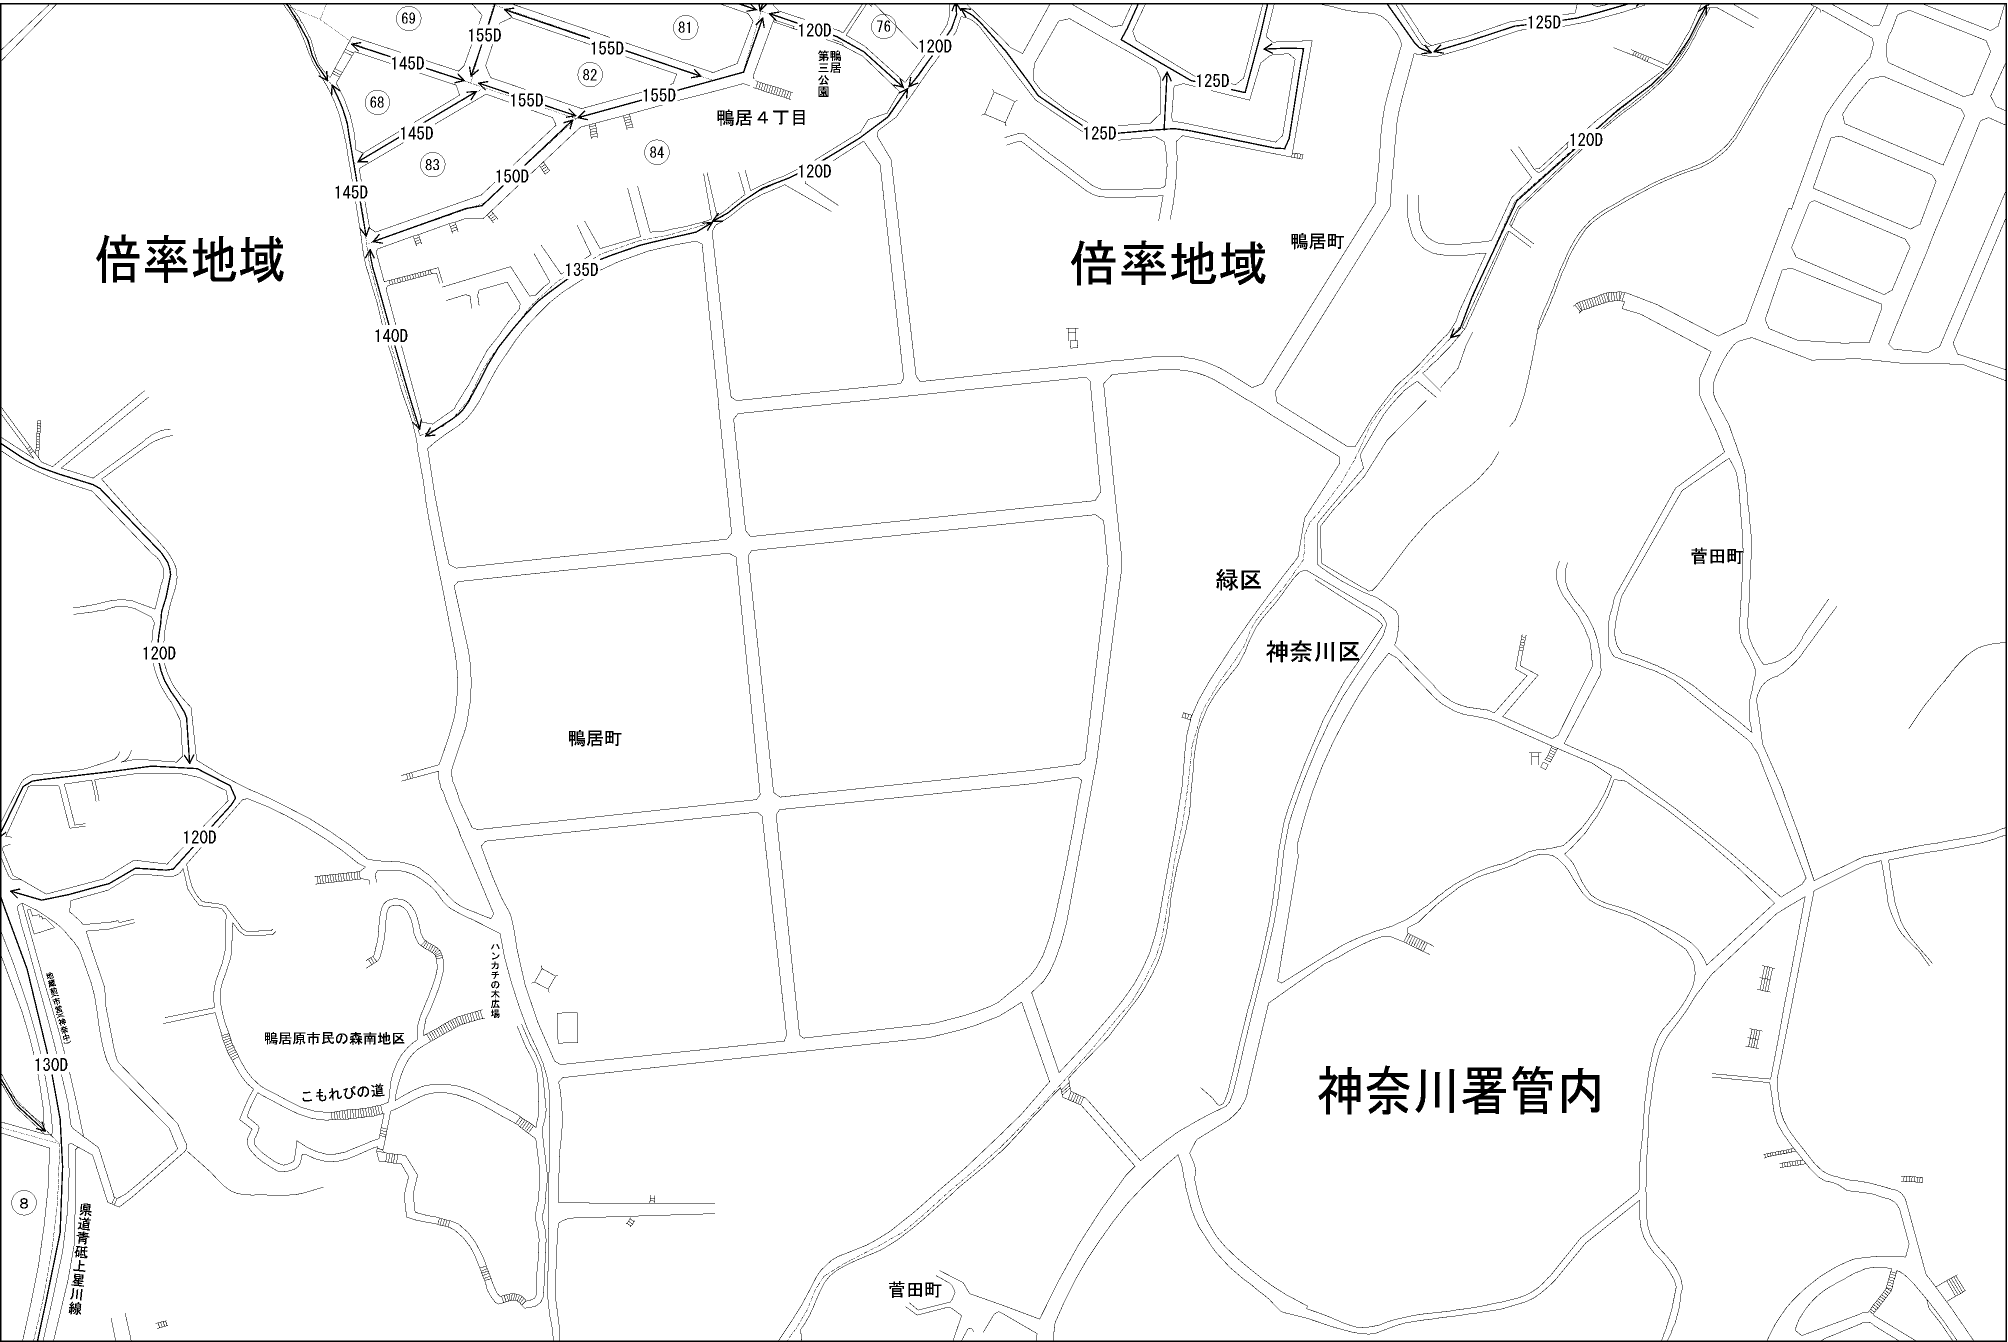 69
81
76
155D
155D
120D
120D
125D
145D
82
鴨居
第三公園
125D
68
155D
155D
鴨居４丁目
145D
125D
120D
83
84
145D
150D
120D
倍率地域
倍率地域
鴨居町
135D
140D
菅田町
緑区
神奈川区
120D
鴨居町
120D
ハンカチの木広場
鴨居原市民の森南地区
130D
こもれびの道
神奈川署管内
8
県道青砥上星川線
菅田町